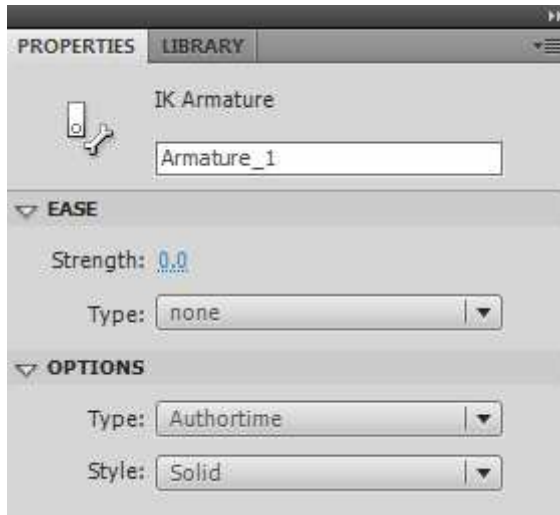 PROPERTIES LIBRARY
IK Armature
Armature_1
EASE
Strength: 0.0
Type: none
OPTIONS
Type: Authortime
Style: Solid